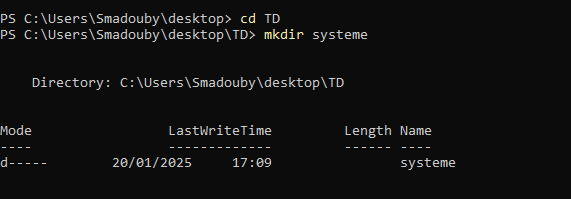 PS C:\Users\Smadouby\desktop> cd TD
PS C:\Users\Smadouby\desktop\TD> mkdir systeme
Directory: C:\Users\Smadouby\desktop\TD
Mode LastWriteTime Length Name
---- ------------- ------ ----
d----- 20/01/2025 17:09 systeme